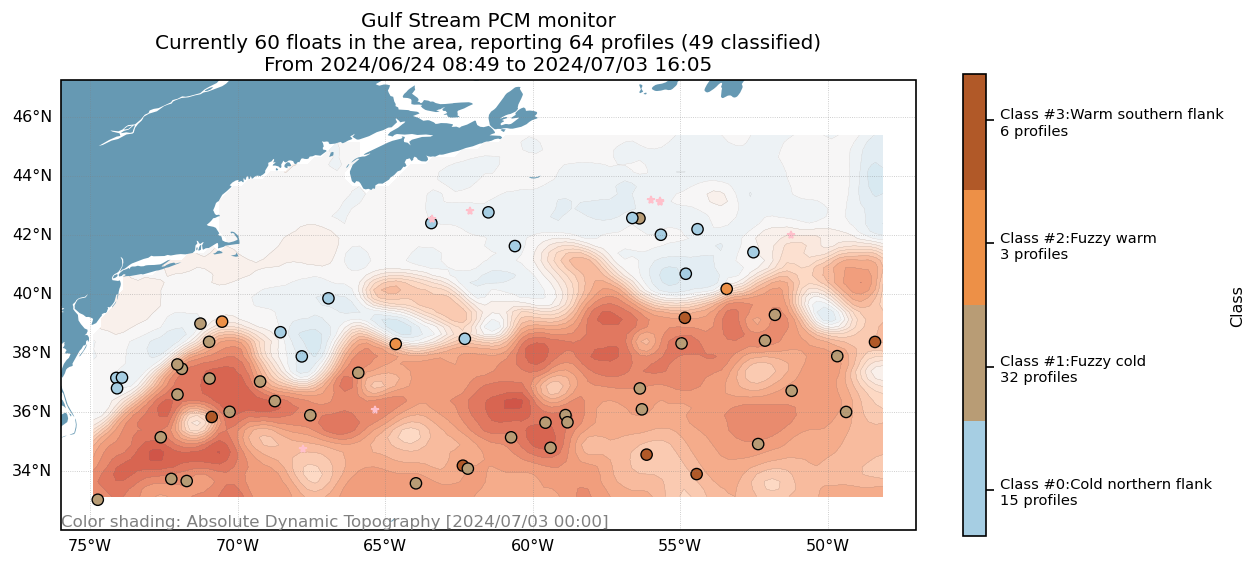 Gulf Stream PCM monitor
Currently 60 floats in the area, reporting 64 profiles (49 classified)
From 2024/06/24 08:49 to 2024/07/03 16:05
46°N
44°N
42°N
40°N
38°N
36°N
34°N
Color shading: Absolute Dynamic Topography [2024/07/03 00:00]
75°W
70°W
65°W
60°W
55°W
50°W
Class #3:Warm southern flank
6 profiles
Class #2:Fuzzy warm
3 profiles
Class #1:Fuzzy cold
32 profiles
Class #0:Cold northern flank
15 profiles
Class